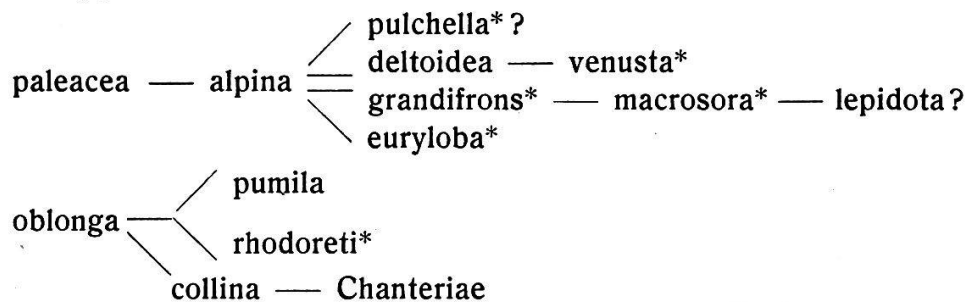 pulchella* ?
deltoidea — venusta*
paleacea — alpina
grandifrons* — macrosora* — lepidota ?
euryloba*
pumila
oblonga
rhodoreti*
collina — Chanteriae